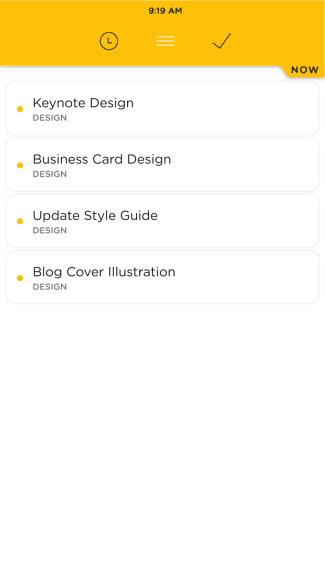 9:19 AM
NOW
Keynote Design
DESIGN
Business Card Design
DESIGN
Update Style Guide
DESIGN
Blog Cover Illustration
DESIGN